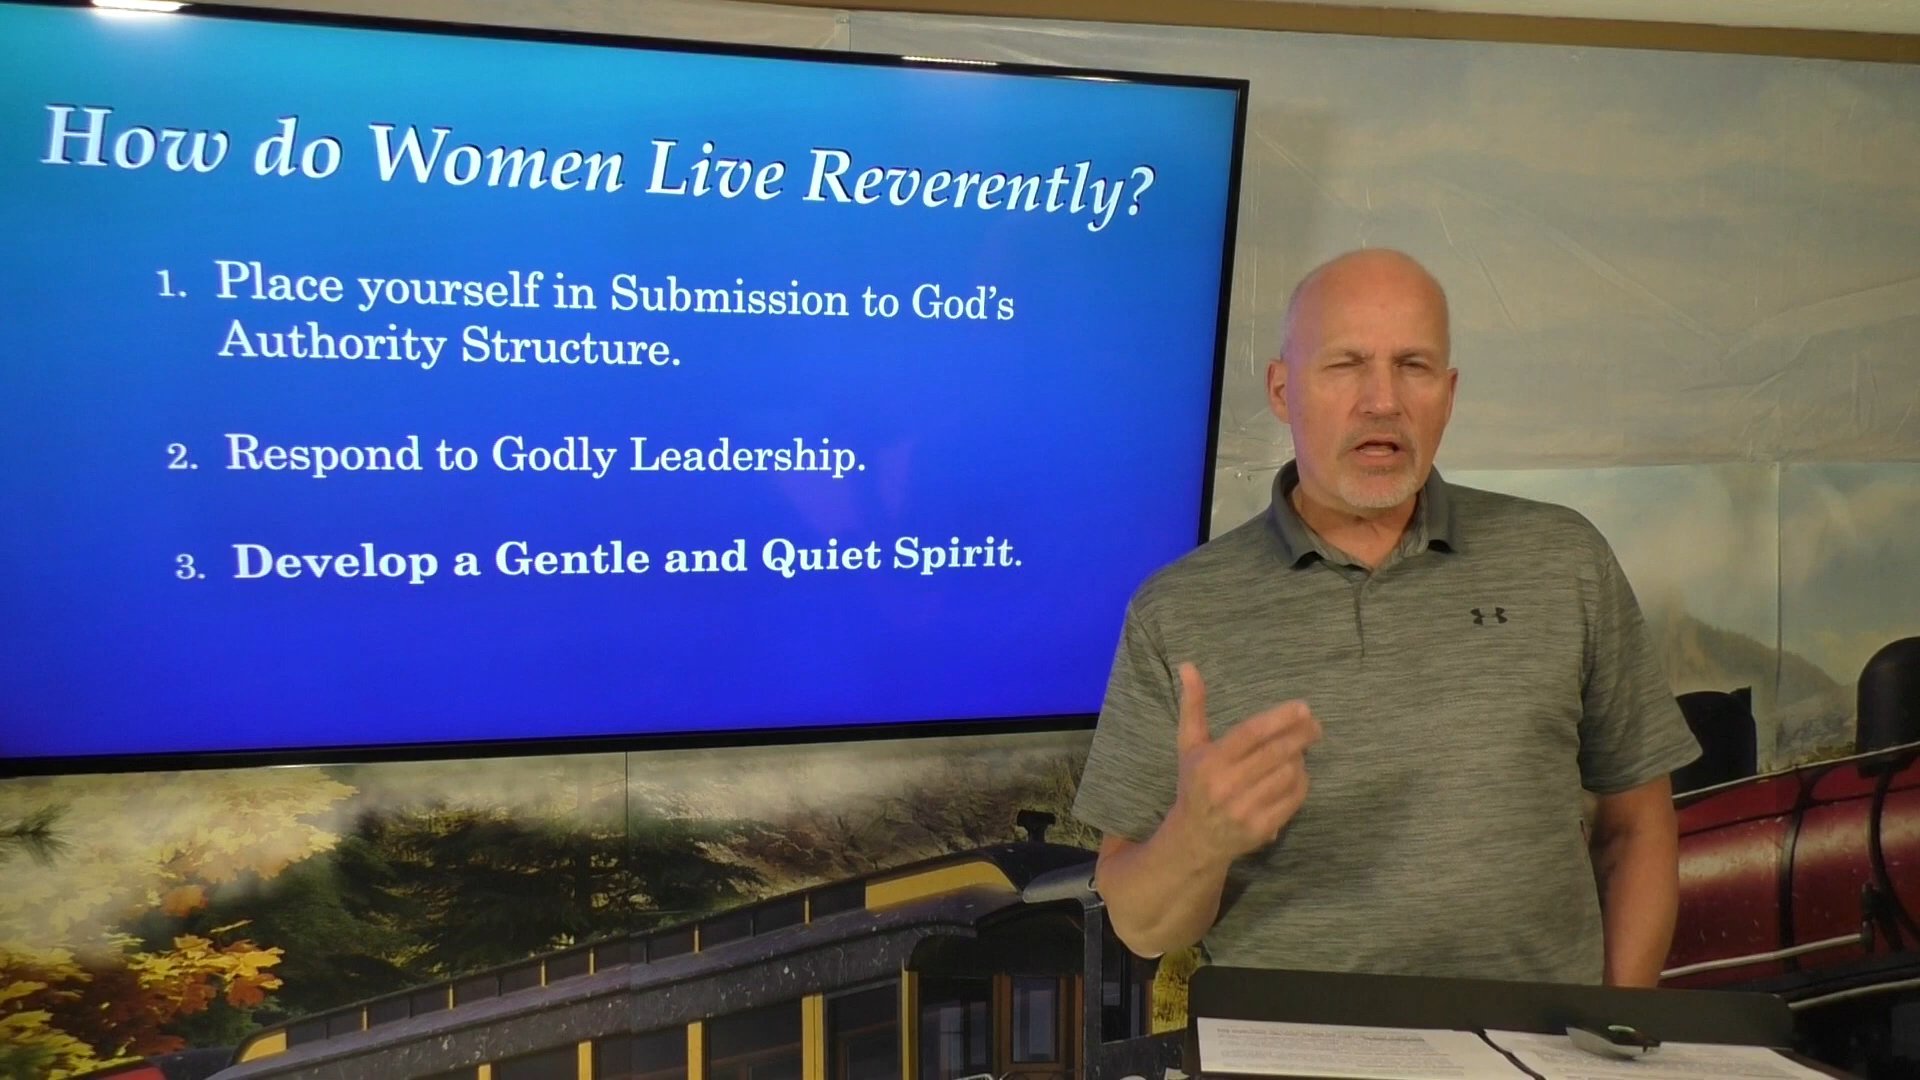 How do Women Live Reverently?
1. Place yourself in Submission to God's
Authority Structure.
2. Respond to Godly Leadership.
3. Develop a Gentle and Quiet Spirit.